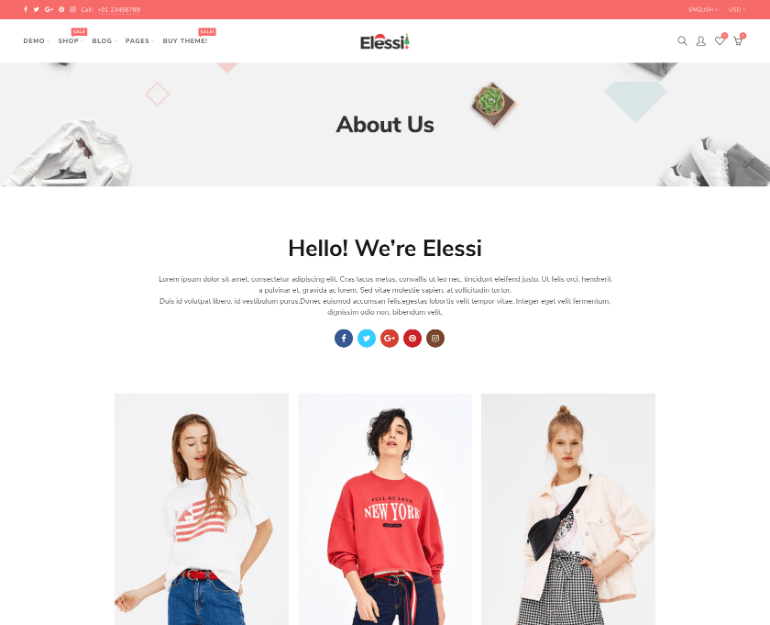 Call: +01 23456789
ENGLISH
USD
SALE
SALE!
DEMO SHOP BLOG PAGES BUY THEME!
Elessi
0
0
About Us
Hello! We're Elessi
Lorem ipsum dolor sit amet, consectetur adipiscing elit. Cras lacus metus, convallis ut leo nec, tincidunt eleifend justo. Ut felis orci, hendrerit
a pulvinar et, gravida ac lorem. Sed vitae molestie sapien, at sollicitudin tortor.
Duis id volutpat libero, id vestibulum purus.Donec euismod accumsan felis,egestas lobortis velit tempor vitae. Integer eget velit fermentum,
dignissim odio non, bibendum velit.
FULL OF LOVE
NEW YORK